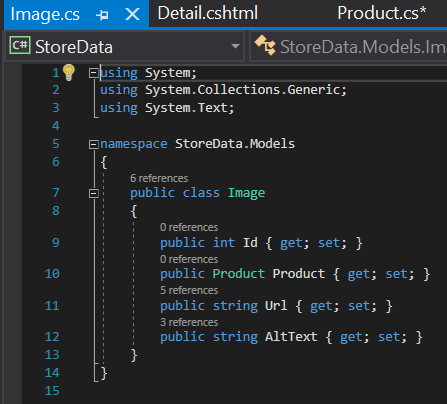 Image.cs Detail.cshtml Product.cs*
C# StoreData StoreData.Models.Im
1 using System;
2 using System.Collections.Generic;
3 using System.Text;
4
5 namespace StoreData.Models
6 {
6 references
7 public class Image
8 {
0 references
9 public int Id { get; set; }
0 references
10 public Product Product { get; set; }
5 references
11 public string Url { get; set; }
3 references
12 public string AltText { get; set; }
13 }
14 }
15